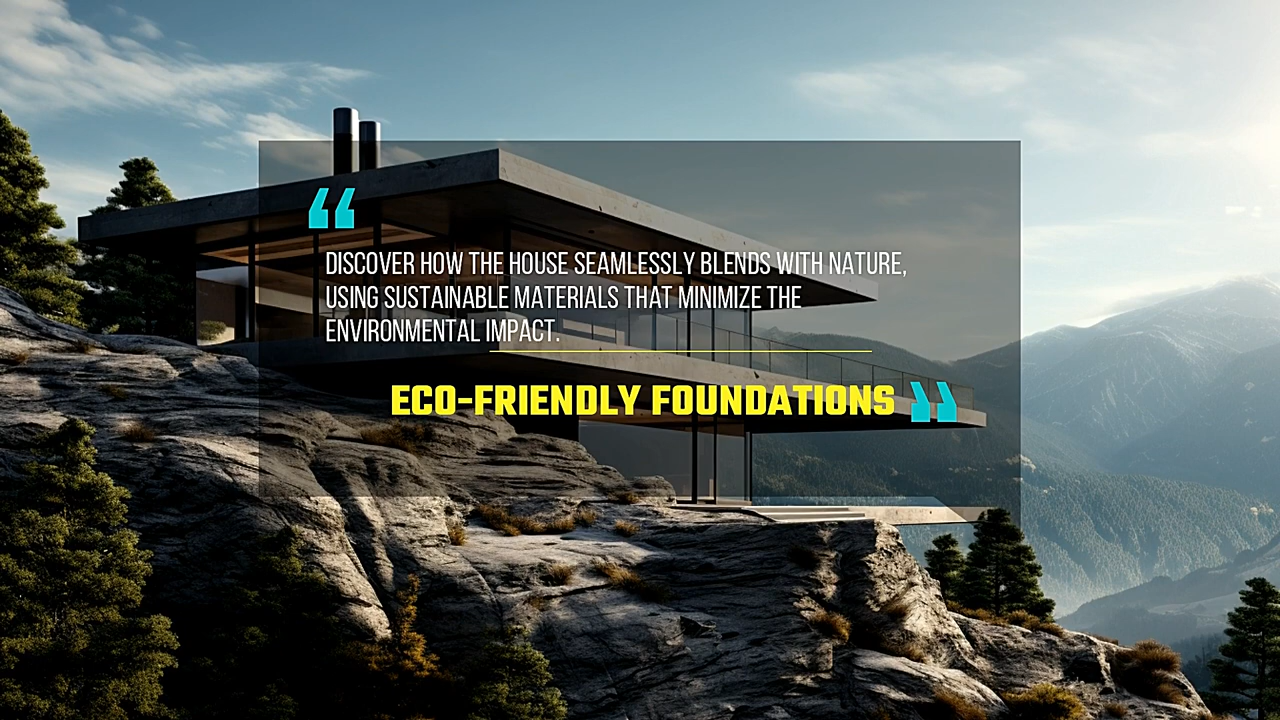 “
DISCOVER HOW THE HOUSE SEAMLESSLY BLENDS WITH NATURE,
USING SUSTAINABLE MATERIALS THAT MINIMIZE THE
ENVIRONMENTAL IMPACT.
ECO-FRIENDLY FOUNDATIONS ”